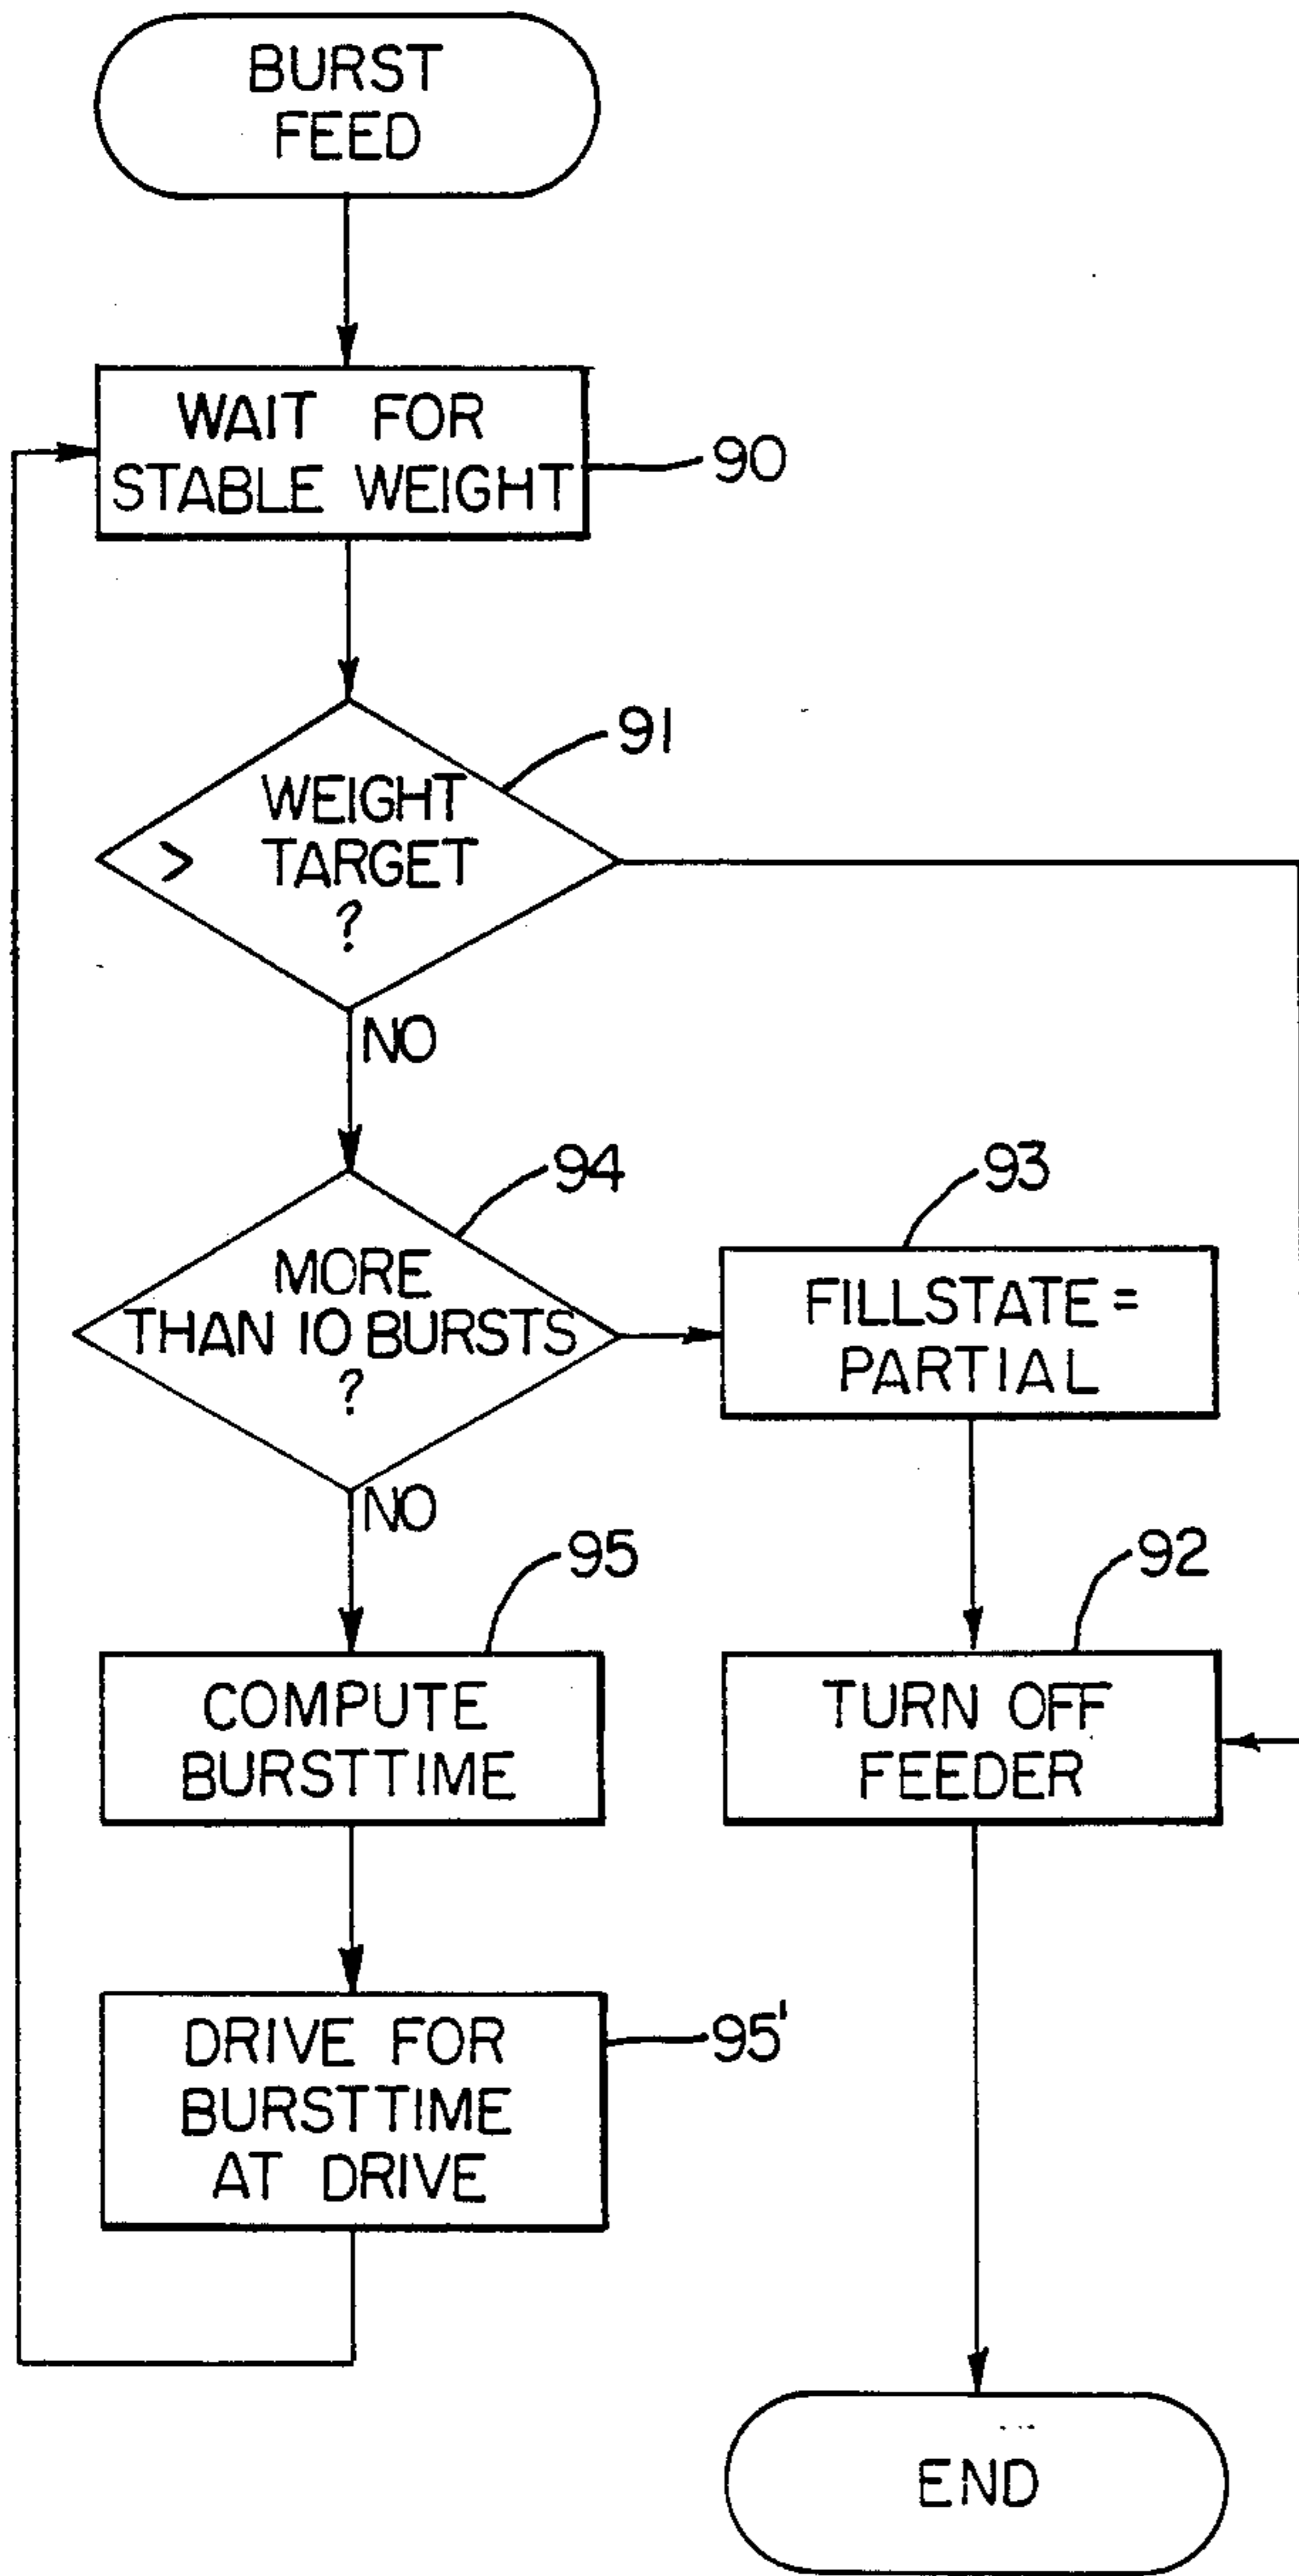 BURST
FEED
WAIT FOR
STABLE WEIGHT
90
91
WEIGHT
> TARGET
?
NO
94
MORE
THAN 10 BURSTS
?
NO
93
FILLSTATE =
PARTIAL
95
COMPUTE
BURSTTIME
92
TURN OFF
FEEDER
DRIVE FOR
BURSTTIME
AT DRIVE
95'
END